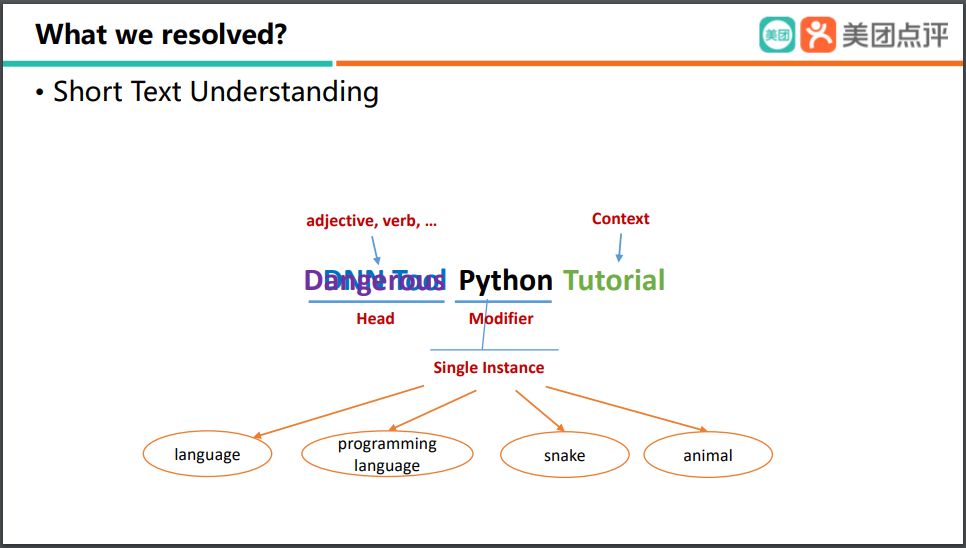 What we resolved?
美团
美团点评
• Short Text Understanding
adjective, verb, ...
Context
Dangerous DNN Tool Python Tutorial
Head
Modifier
Single Instance
language
programming
language
snake
animal